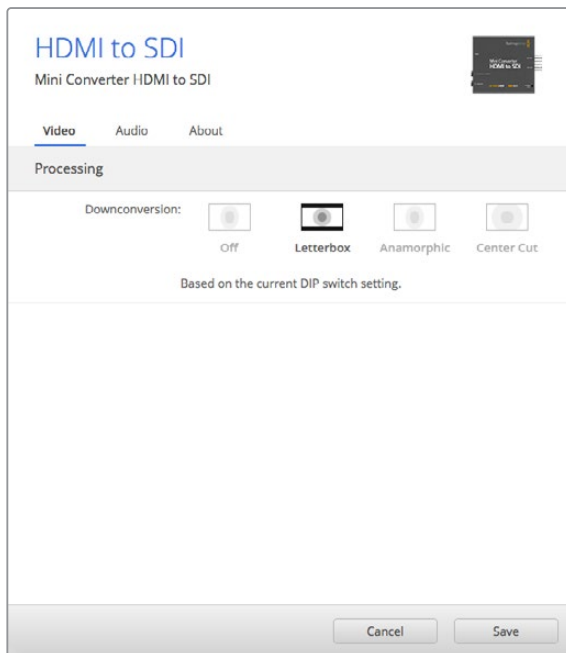 HDMI to SDI
Mini Converter HDMI to SDI
Video Audio About
Processing
Downconversion:
Off Letterbox Anamorphic Center Cut
Based on the current DIP switch setting.
Cancel Save